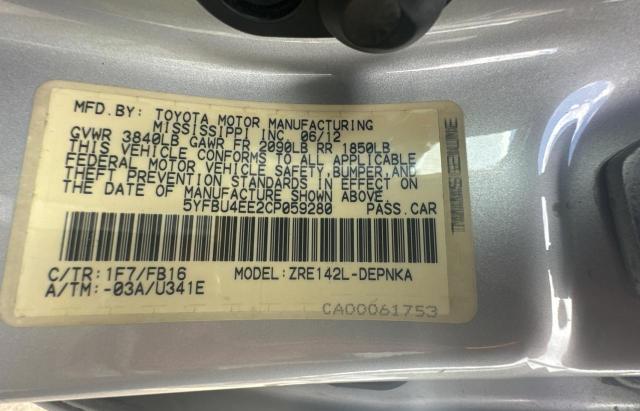 MFD.BY: TOYOTA MOTOR MANUFACTURING
MISSISSIPPI INC 06/12
GVWR 3840LB GAWR FR 2090LB RR 1850LB
THIS VEHICLE CONFORMS TO ALL APPLICABLE
FEDERAL MOTOR VEHICLE SAFETY, BUMPER, AND
THEFT PREVENTION STANDARDS IN EFFECT ON
THE DATE OF MANUFACTURE SHOWN ABOVE.
5YFBU4EE2CP059280 PASS.CAR
C/TR:1F7/FB16 MODEL:ZRE142L-DEPNKA
A/TM:-03A/U341E
CA00061753